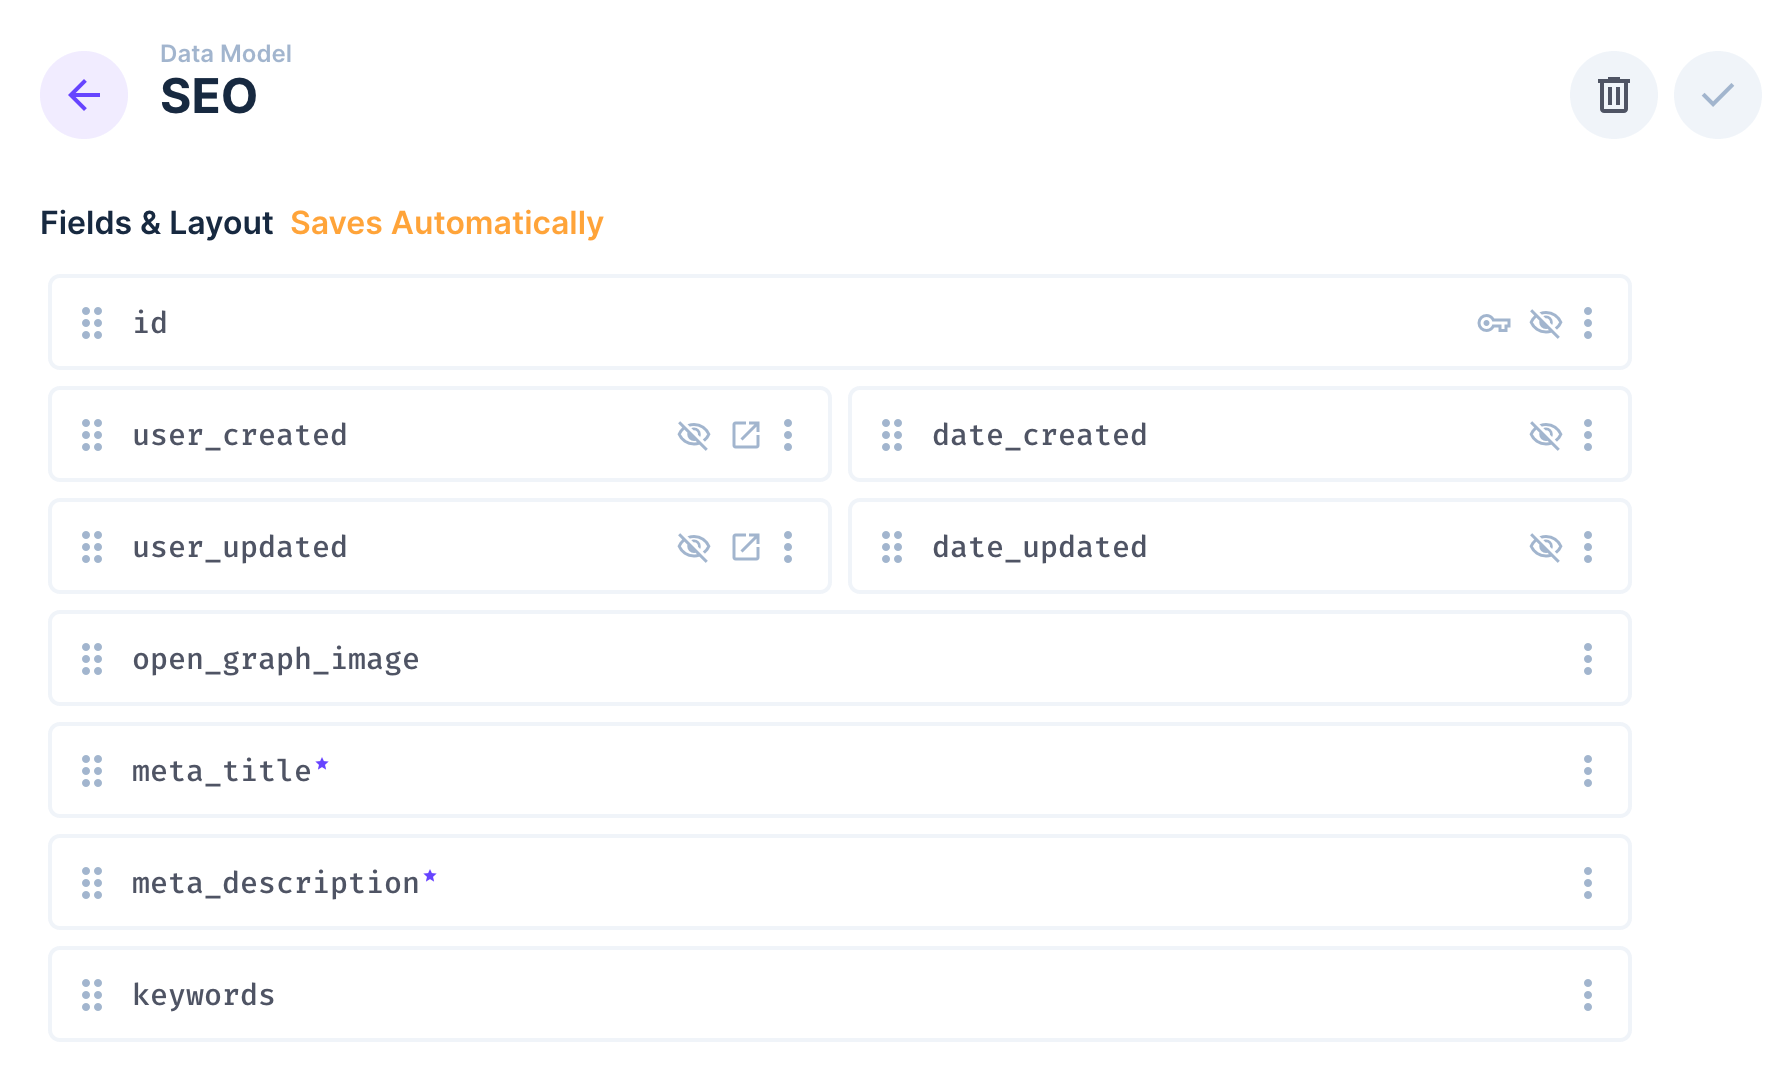 Data Model
SEO
Fields & Layout Saves Automatically
id
user_created
date_created
user_updated
date_updated
open_graph_image
meta_title*
meta_description*
keywords